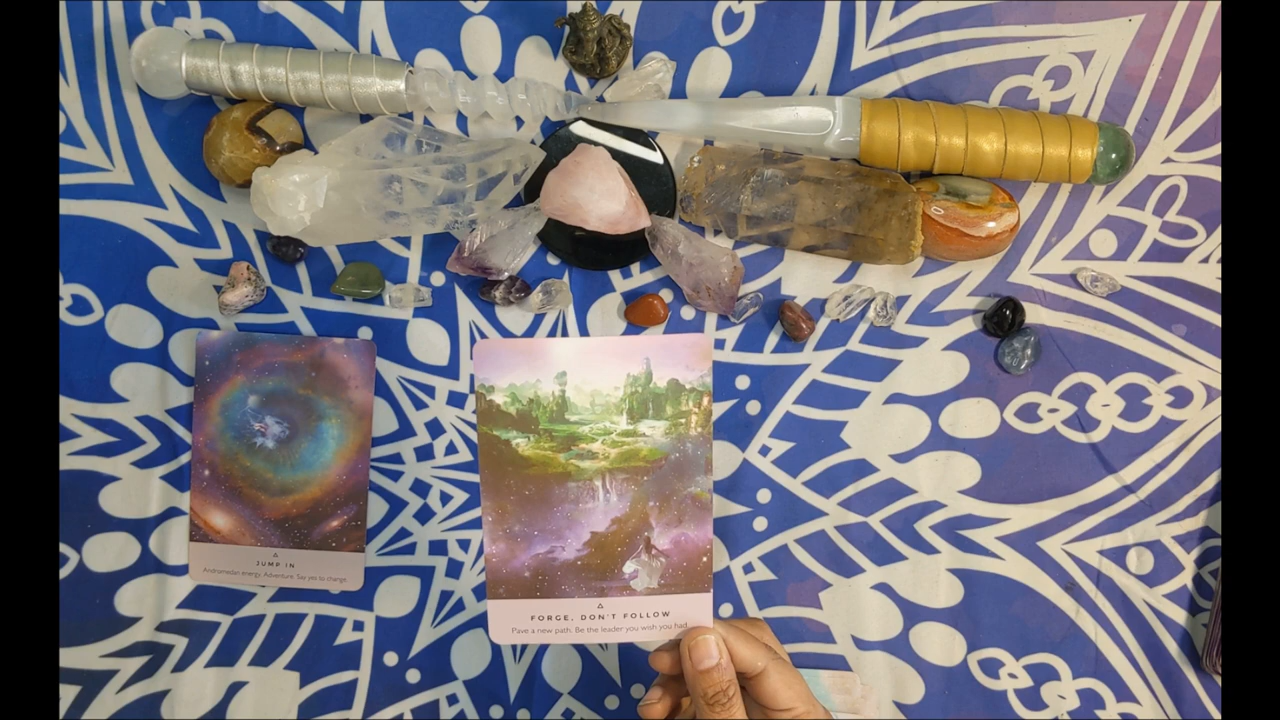 JUMP IN
Andromedan energy. Adventure. Say yes to change.
FORGE, DON'T FOLLOW
Pave a new path. Be the leader you wish you had.